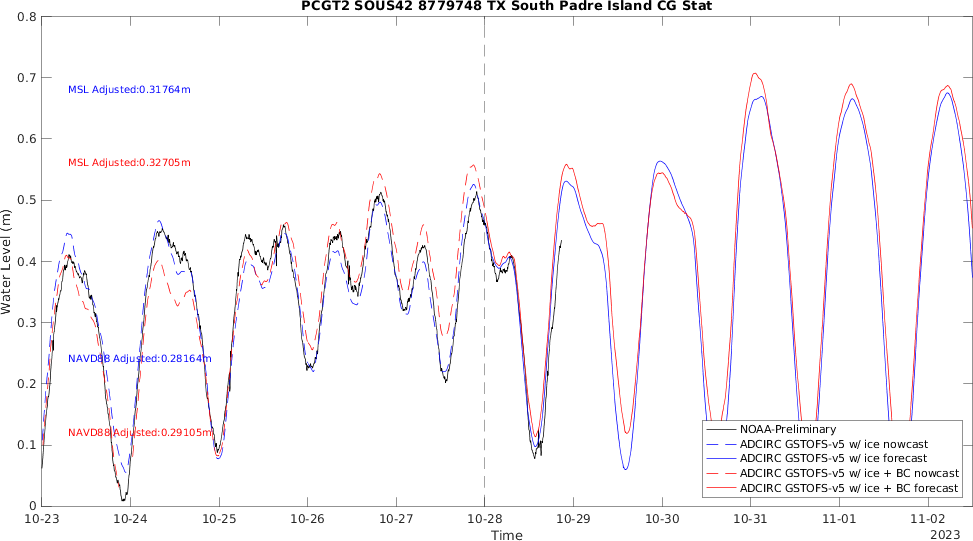 PCGT2 SOUS42 8779748 TX South Padre Island CG Stat
0.8
0.7
0.6
0.5
0.4
0.3
0.2
0.1
0
Water Level (m)
MSL Adjusted:0.31764m
MSL Adjusted:0.32705m
NAVD88 Adjusted:0.28164m
NAVD88 Adjusted:0.29105m
NOAA-Preliminary
ADCIRC GSTOFS-v5 w/ ice nowcast
ADCIRC GSTOFS-v5 w/ ice forecast
ADCIRC GSTOFS-v5 w/ ice + BC nowcast
ADCIRC GSTOFS-v5 w/ ice + BC forecast
10-23 10-24 10-25 10-26 10-27 10-28 10-29 10-30 10-31 11-01 11-02
Time
2023